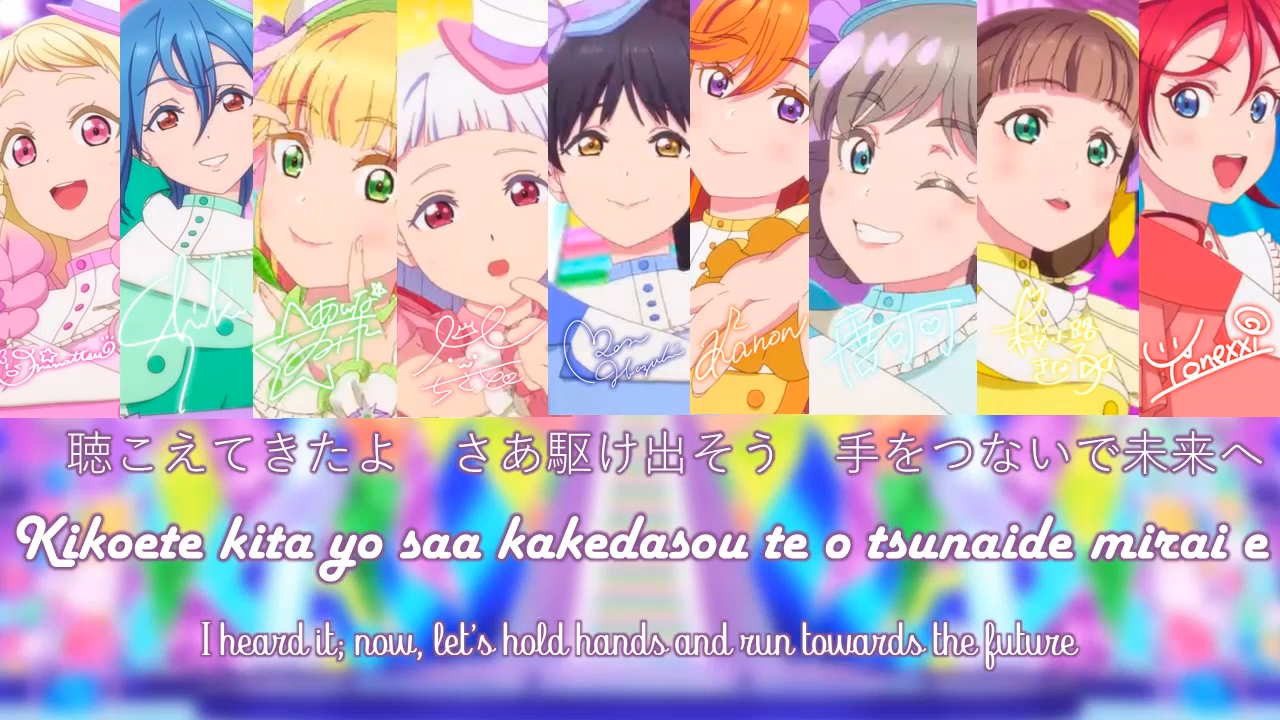 Chiki
Ren Hazuki
Kanon
唐可可
Yonexxi
聴こえてきたよ　さあ駆け出そう　手をつないで未来へ
Kikoete kita yo saa kakedasou te o tsunaide mirai e
I heard it; now, let's hold hands and run towards the future